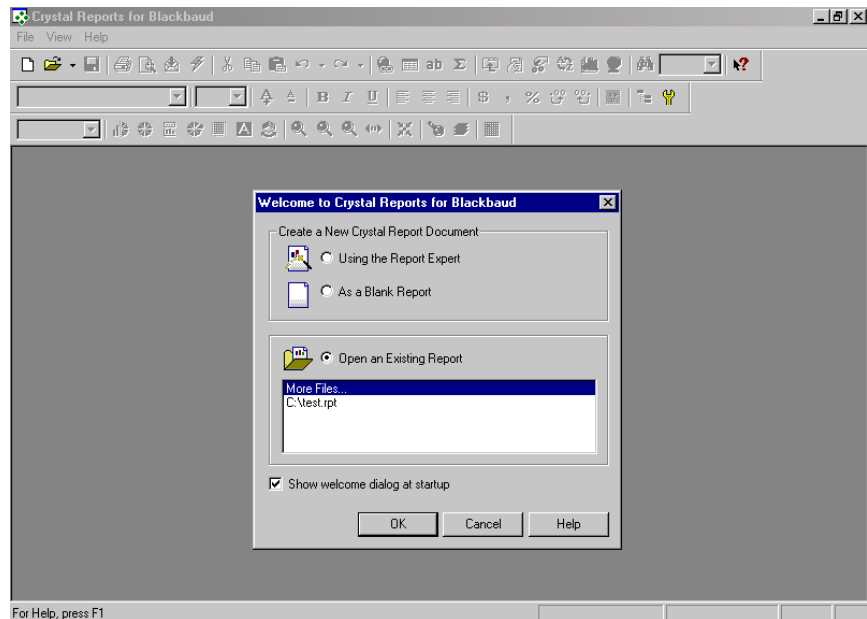 Crystal Reports for Blackbaud
File View Help
Welcome to Crystal Reports for Blackbaud
Create a New Crystal Report Document
Using the Report Expert
As a Blank Report
Open an Existing Report
More Files...
C:\test.rpt
Show welcome dialog at startup
OK Cancel Help
For Help, press F1